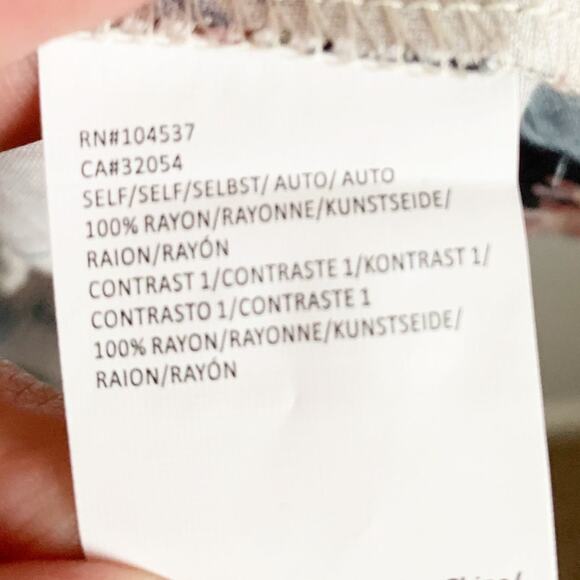 RN#104537
CA#32054
SELF/SELF/SELBST/ AUTO/ AUTO
100% RAYON/RAYONNE/KUNSTSEIDE/
RAION/RAYÓN
CONTRAST 1/CONTRASTE 1/KONTRAST 1/
CONTRASTO 1/CONTRASTE 1
100% RAYON/RAYONNE/KUNSTSEIDE/
RAION/RAYÓN